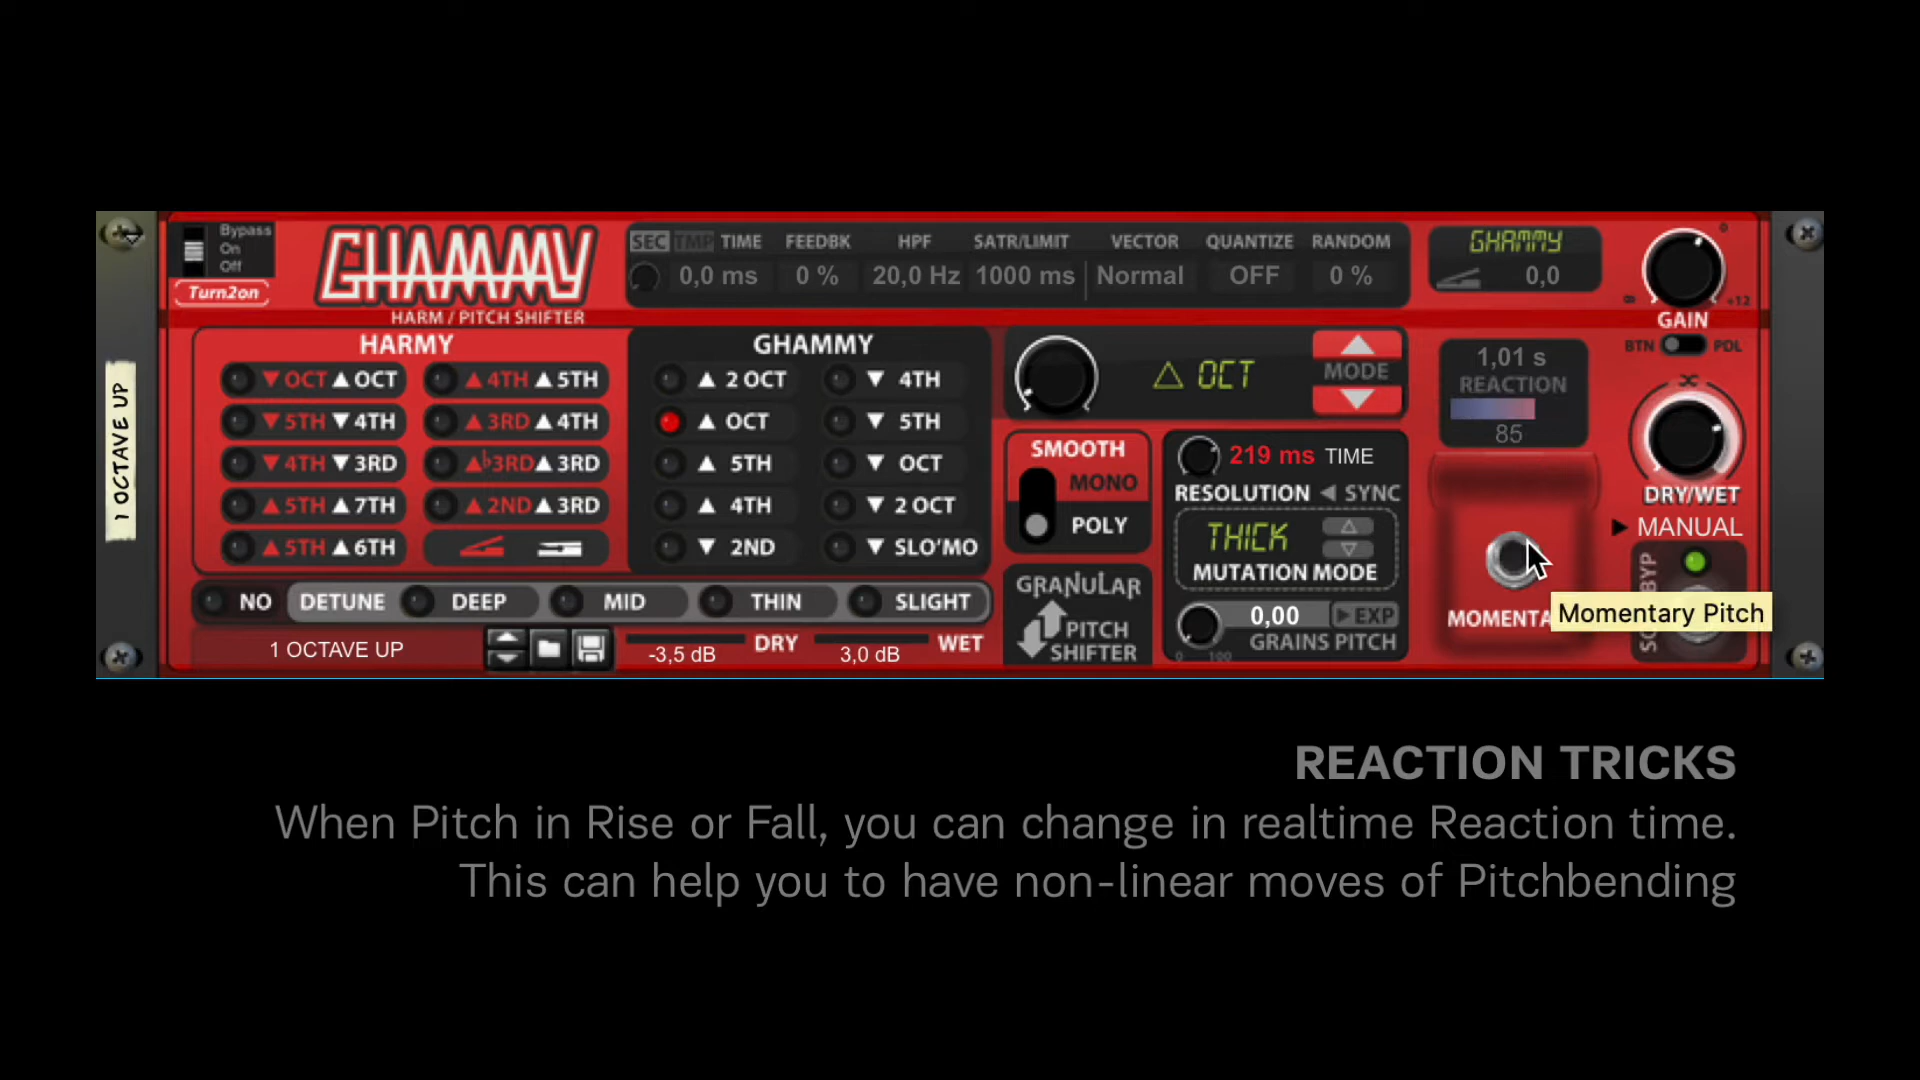 Bypass
On
Off
Turn2on
GHAMMY
HARM / PITCH SHIFTER
SEC TMP TIME FEEDBK HPF SATR/LIMIT VECTOR QUANTIZE RANDOM
0,0 ms 0 % 20,0 Hz 1000 ms Normal OFF 0 %
GHAMMY
0,0
0
∞ +12
GAIN
BTN PDL
1 OCTAVE UP
HARMY
▼OCT ▲OCT ▲4TH ▲5TH
▼5TH ▼4TH ▲3RD ▲4TH
▼4TH ▼3RD ▲♭3RD ▲3RD
▲5TH ▲7TH ▲2ND ▲3RD
▲5TH ▲6TH
GHAMMY
▲ 2 OCT ▼ 4TH
▲ OCT ▼ 5TH
▲ 5TH ▼ OCT
▲ 4TH ▼ 2 OCT
▼ 2ND ▼ SLO'MO
NO DETUNE DEEP MID THIN SLIGHT
1 OCTAVE UP
-3,5 dB DRY 3,0 dB WET
△ OCT
MODE
SMOOTH
MONO
POLY
GRANULAR
PITCH
SHIFTER
219 ms TIME
RESOLUTION ◀ SYNC
THICK
MUTATION MODE
0,00 ▶EXP
GRAINS PITCH
0 100
1,01 s
REACTION
85
MOMENTA
Momentary Pitch
DRY/WET
▶ MANUAL
REACTION TRICKS
When Pitch in Rise or Fall, you can change in realtime Reaction time.
This can help you to have non-linear moves of Pitchbending